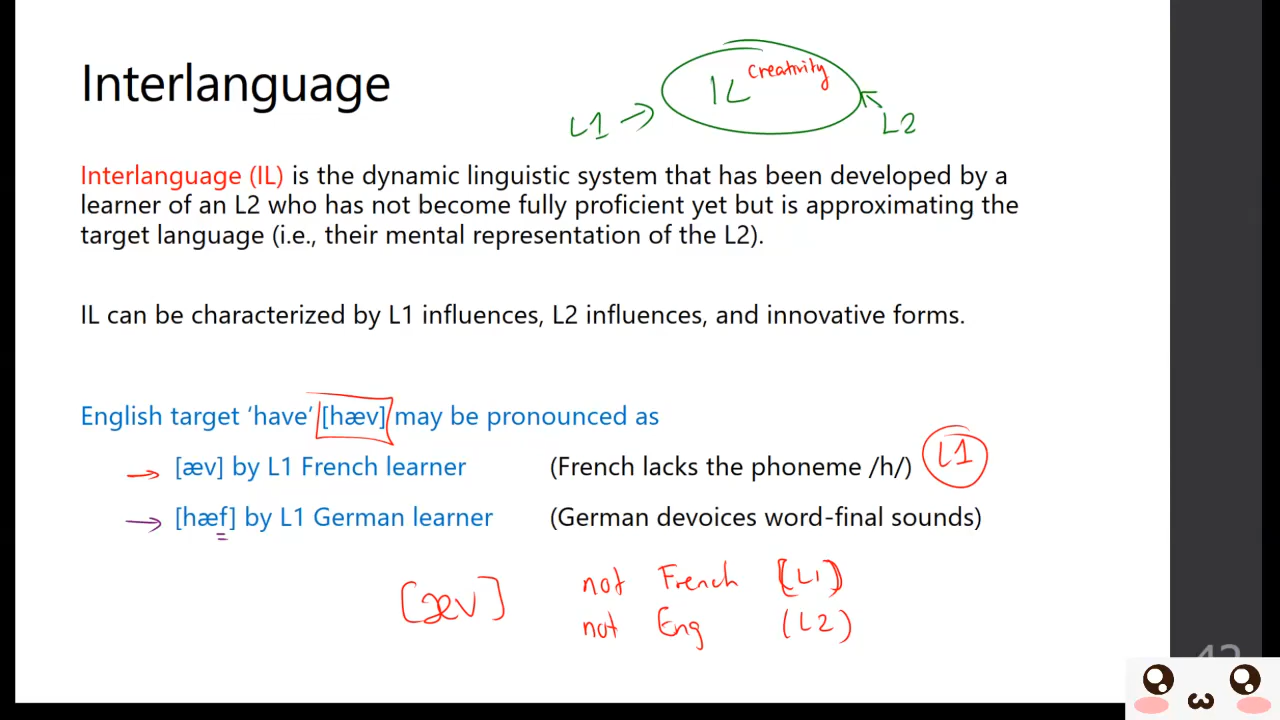 Interlanguage
IL creativity
L1 →
L2
Interlanguage (IL) is the dynamic linguistic system that has been developed by a
learner of an L2 who has not become fully proficient yet but is approximating the
target language (i.e., their mental representation of the L2).
IL can be characterized by L1 influences, L2 influences, and innovative forms.
English target ‘have’ [hæv] may be pronounced as
→ [æv] by L1 French learner (French lacks the phoneme /h/) L1
→ [hæf] by L1 German learner (German devoices word-final sounds)
[æv] not French (L1)
not Eng (L2)